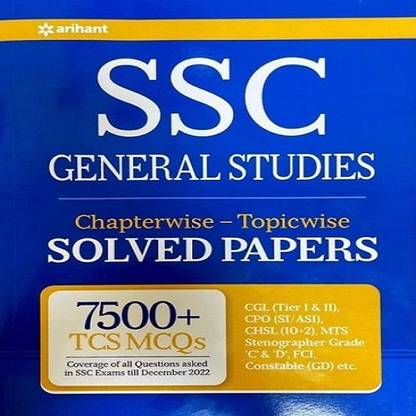 arihant
SSC
GENERAL STUDIES
Chapterwise – Topicwise
SOLVED PAPERS
7500+
TCS MCQs
Coverage of all Questions asked
in SSC Exams till December 2022
CGL (Tier I & II),
CPO (SI/ASI),
CHSL (10+2), MTS
Stenographer Grade
'C' & 'D', FCI,
Constable (GD) etc.